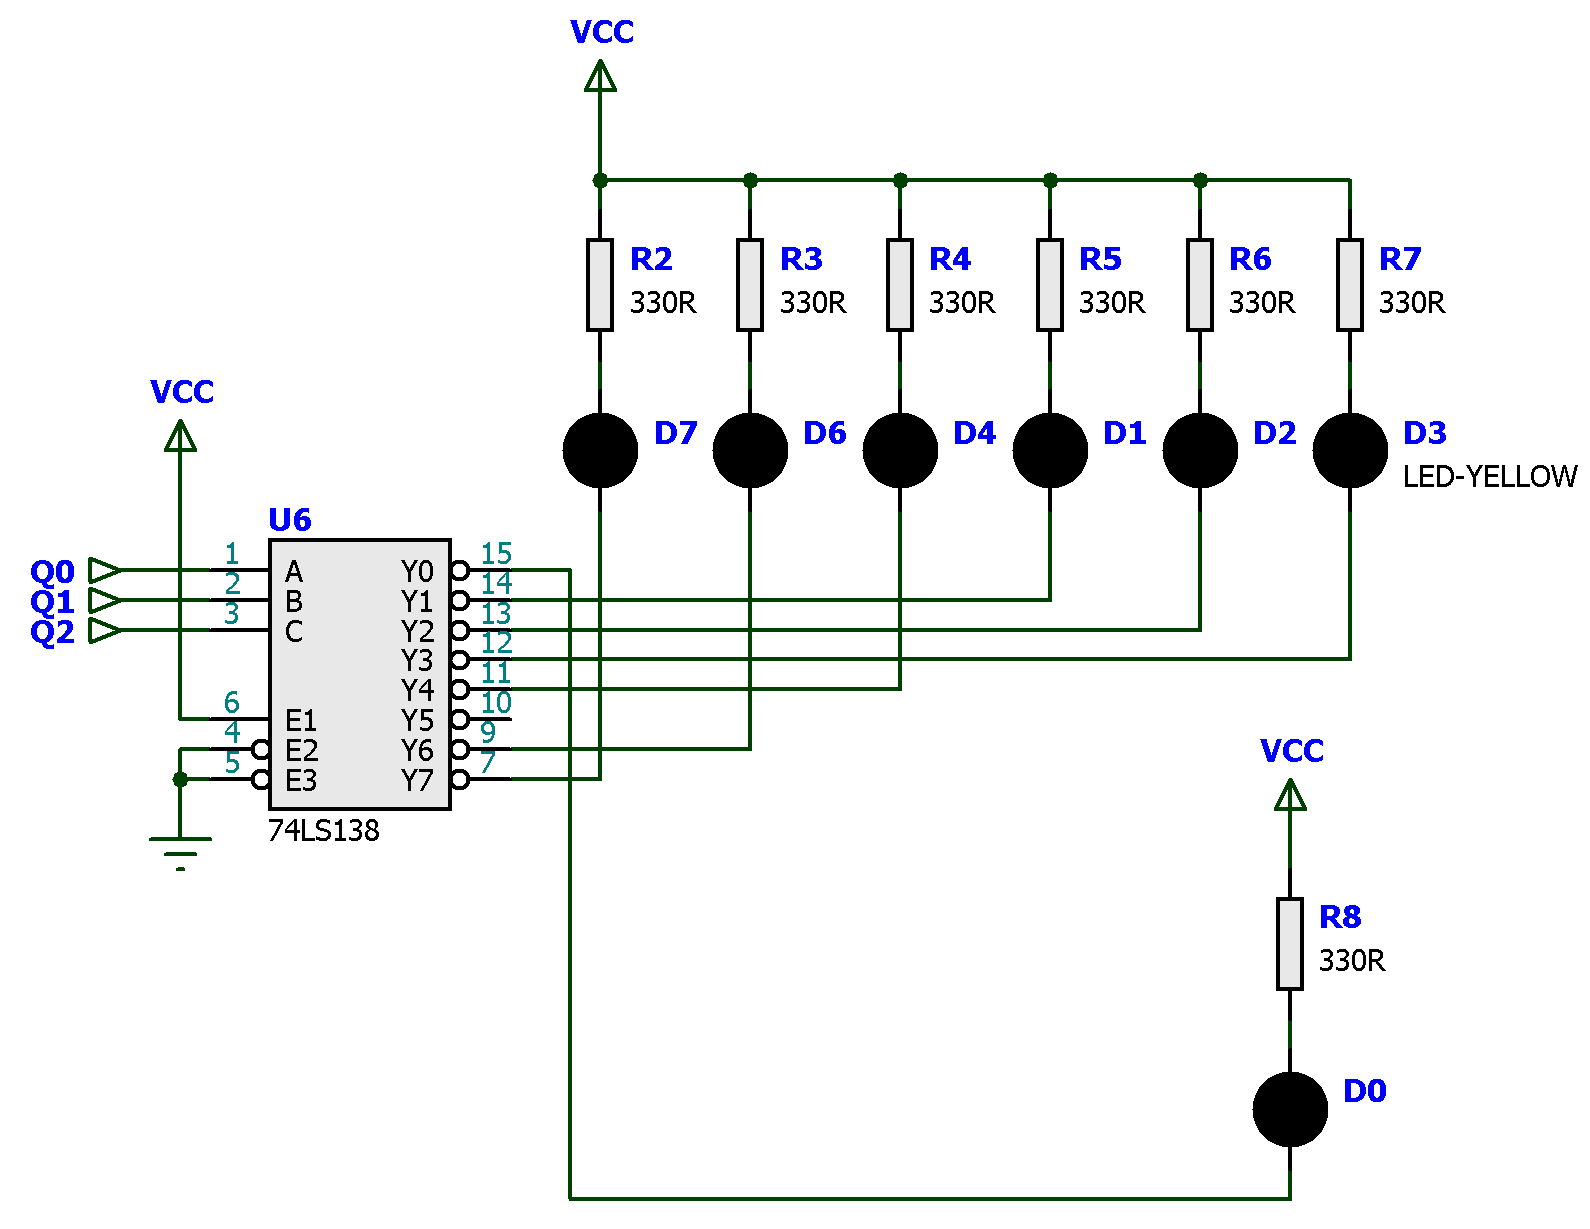 VCC
R2
330R
R3
330R
R4
330R
R5
330R
R6
330R
R7
330R
VCC
D7
D6
D4
D1
D2
D3
LED-YELLOW
U6
Q0
1
A
Y0
15
Q1
2
B
Y1
14
Q2
3
C
Y2
13
Y3
12
Y4
11
6
E1
Y5
10
4
E2
Y6
9
5
E3
Y7
7
74LS138
VCC
R8
330R
D0